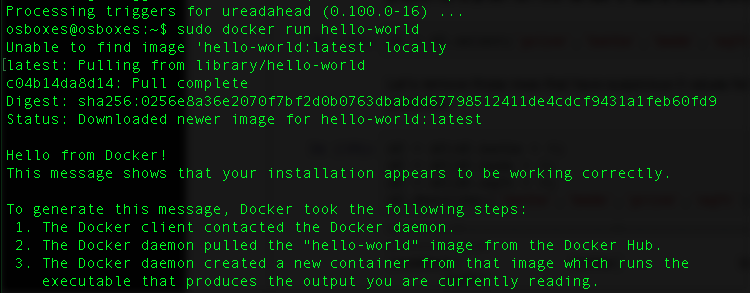 Processing triggers for ureadahead (0.100.0-16) ...
osboxes@osboxes:~$ sudo docker run hello-world
Unable to find image 'hello-world:latest' locally
latest: Pulling from library/hello-world
c04b14da8d14: Pull complete
Digest: sha256:0256e8a36e2070f7bf2d0b0763dbabdd67798512411de4cdcf9431a1feb60fd9
Status: Downloaded newer image for hello-world:latest

Hello from Docker!
This message shows that your installation appears to be working correctly.

To generate this message, Docker took the following steps:
 1. The Docker client contacted the Docker daemon.
 2. The Docker daemon pulled the "hello-world" image from the Docker Hub.
 3. The Docker daemon created a new container from that image which runs the
    executable that produces the output you are currently reading.